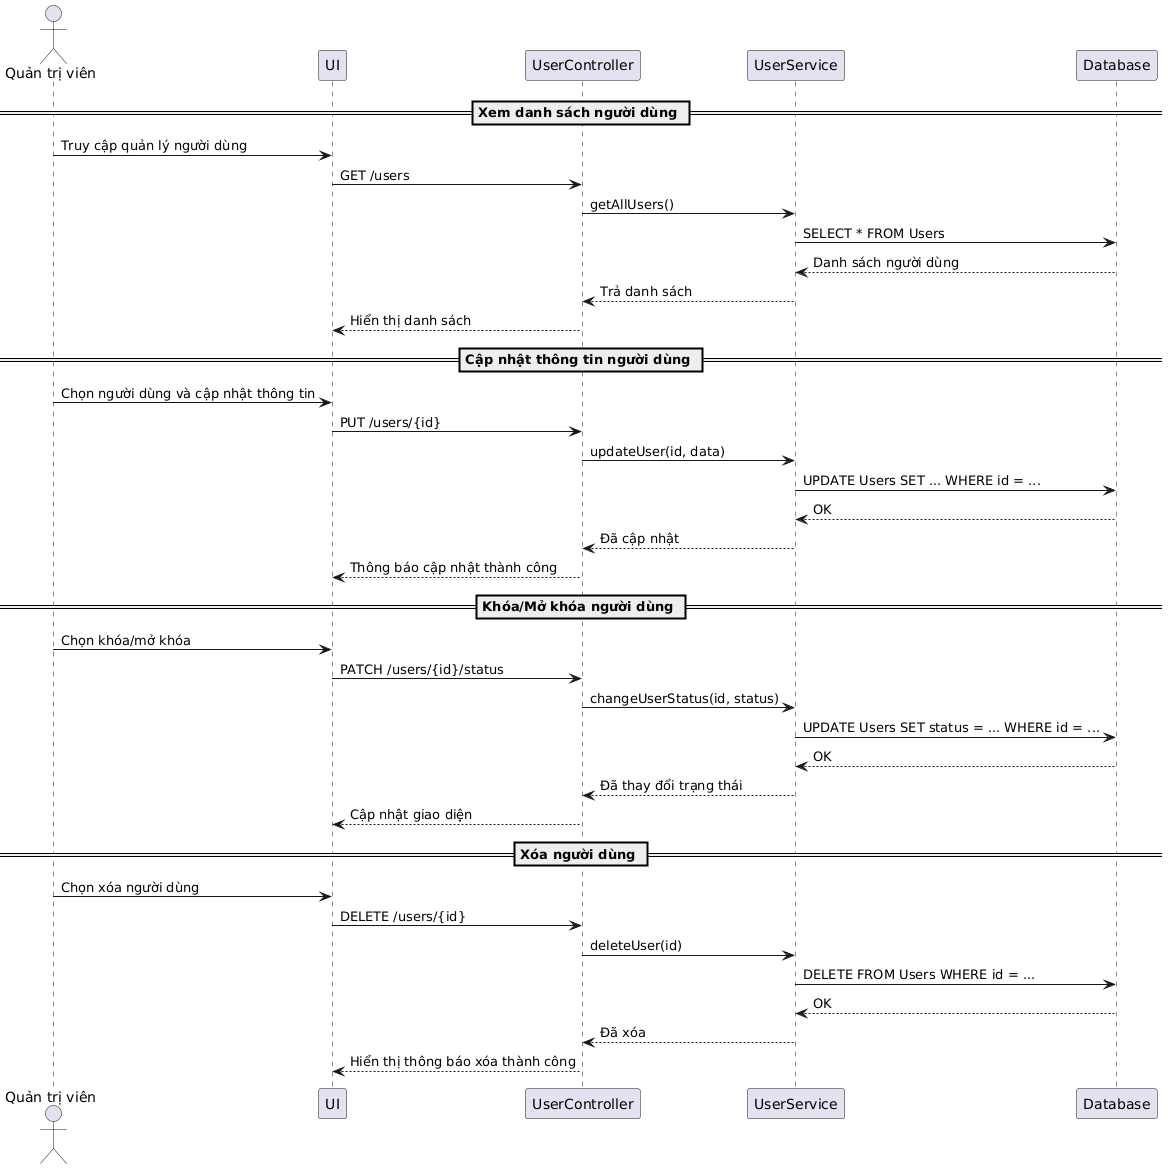 Quản trị viên
UI
UserController
UserService
Database
Xem danh sách người dùng
Truy cập quản lý người dùng
GET /users
getAllUsers()
SELECT * FROM Users
Danh sách người dùng
Trả danh sách
Hiển thị danh sách
Cập nhật thông tin người dùng
Chọn người dùng và cập nhật thông tin
PUT /users/{id}
updateUser(id, data)
UPDATE Users SET ... WHERE id = ...
OK
Đã cập nhật
Thông báo cập nhật thành công
Khóa/Mở khóa người dùng
Chọn khóa/mở khóa
PATCH /users/{id}/status
changeUserStatus(id, status)
UPDATE Users SET status = ... WHERE id = ...
OK
Đã thay đổi trạng thái
Cập nhật giao diện
Xóa người dùng
Chọn xóa người dùng
DELETE /users/{id}
deleteUser(id)
DELETE FROM Users WHERE id = ...
OK
Đã xóa
Hiển thị thông báo xóa thành công
Quản trị viên
UI
UserController
UserService
Database